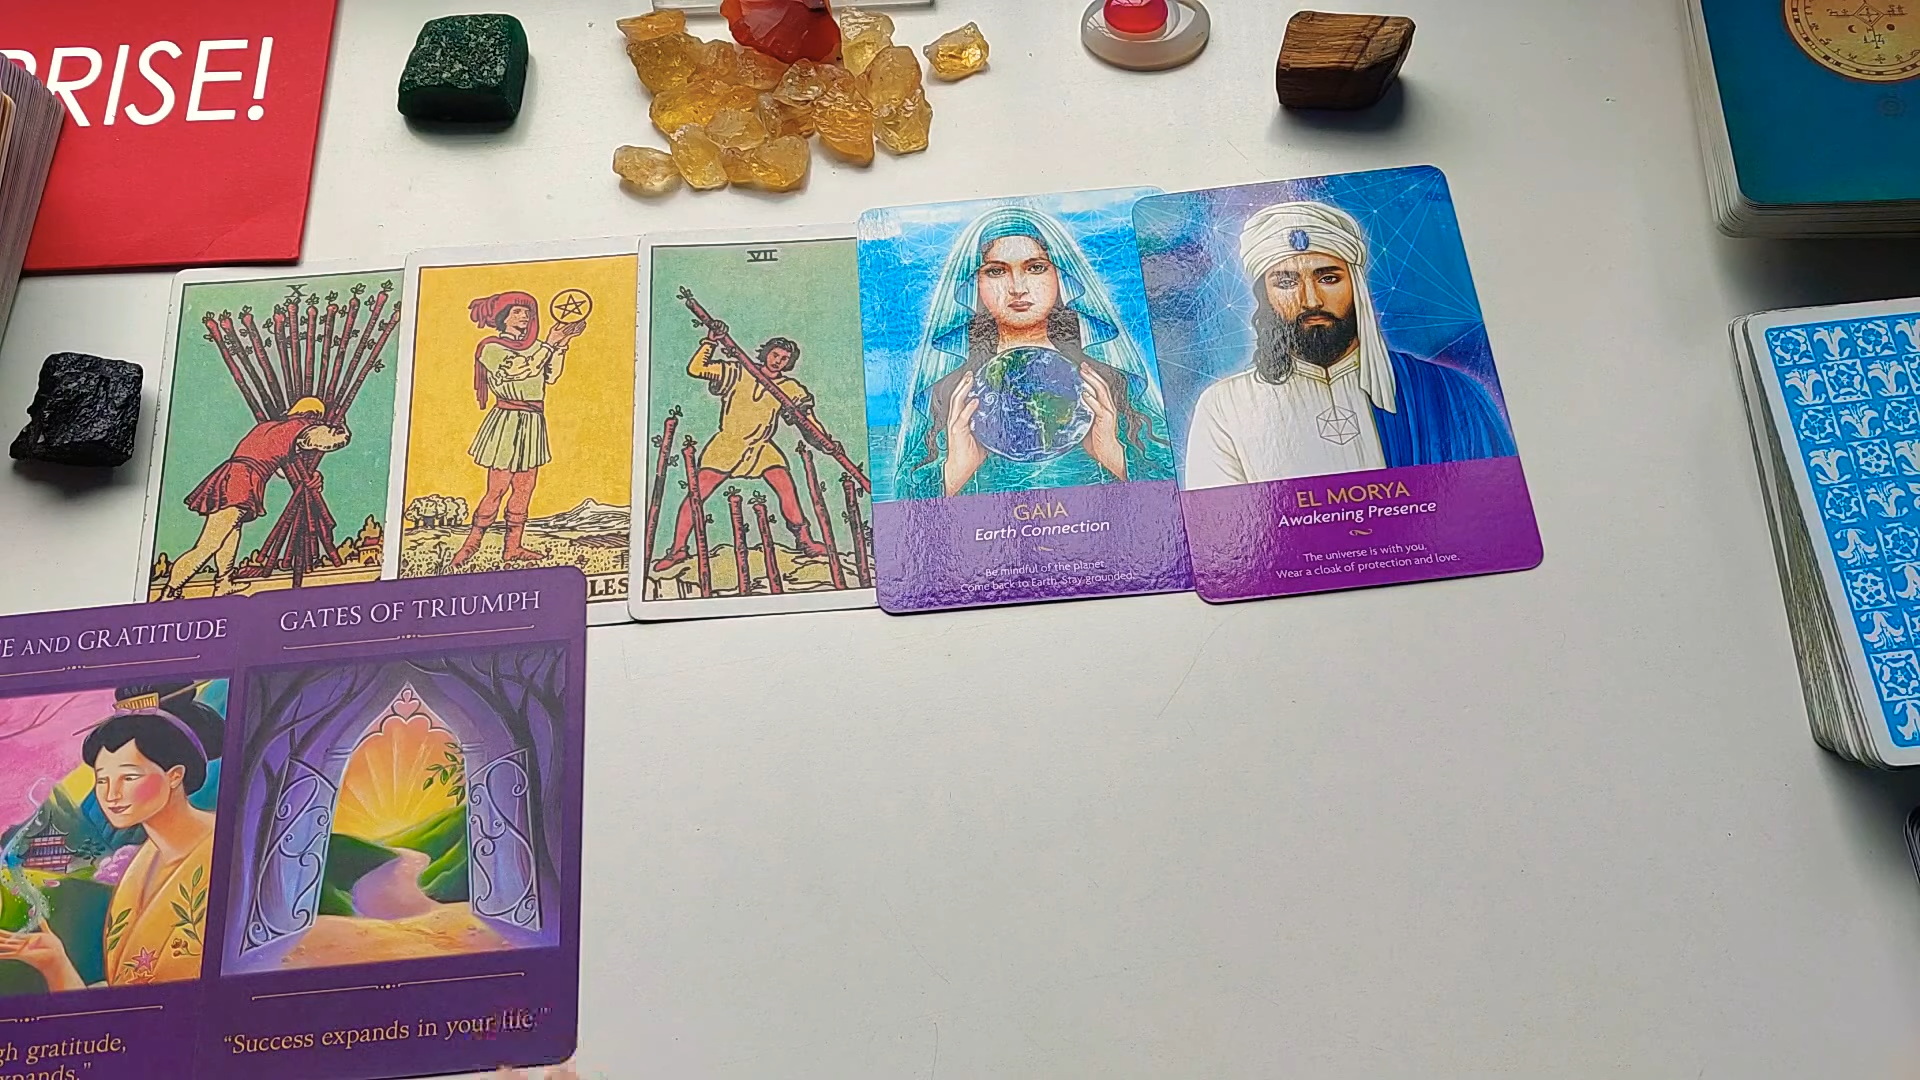 RISE!
X
LES
VII
GAIA
Earth Connection
Be mindful of the planet.
Come back to Earth. Stay grounded.
EL MORYA
Awakening Presence
The universe is with you.
Wear a cloak of protection and love.
E AND GRATITUDE
gh gratitude,
xpands."
GATES OF TRIUMPH
"Success expands in your life."